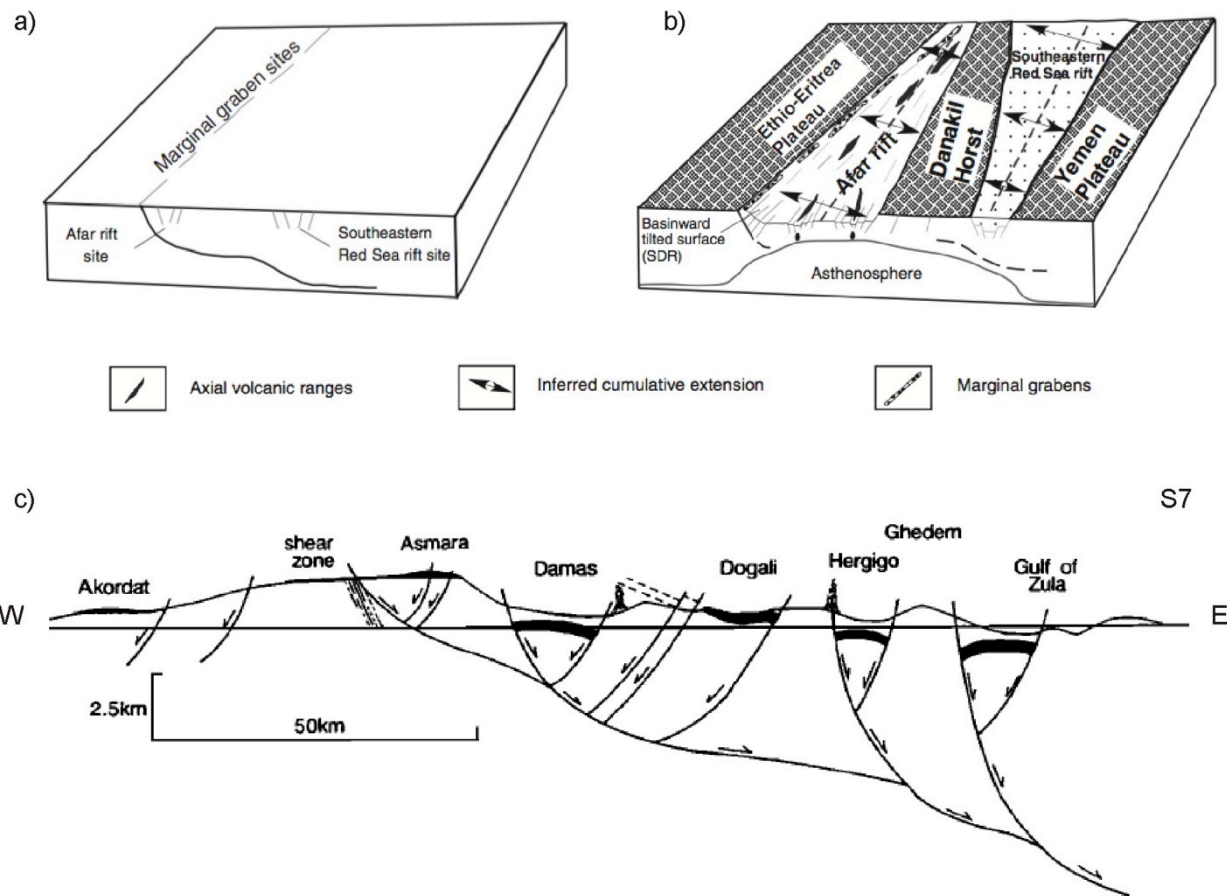 a)
Marginal graben sites
Afar rift
site
Southeastern
Red Sea rift site
b)
Ethio-Eritrea
Plateau
Afar rift
Danakil
Horst
Southeastern
Red Sea rift
Yemen
Plateau
Basinward
tilted surface
(SDR)
Asthenosphere
Axial volcanic ranges
Inferred cumulative extension
Marginal grabens
c)
S7
Akordat
shear
zone
Asmara
Damas
Dogali
Ghedem
Hergigo
Gulf of
Zula
W
E
2.5km
50km